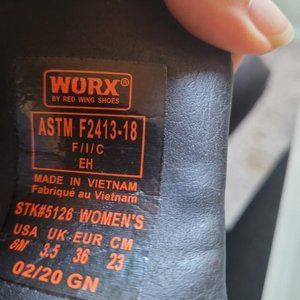 WORX®
BY RED WING SHOES
ASTM F2413-18
F/I/C
EH
MADE IN VIETNAM
Fabriqué au Vietnam
STK#5126 WOMEN'S
USA UK EUR CM
6M 3.5 36 23
02/20 GN